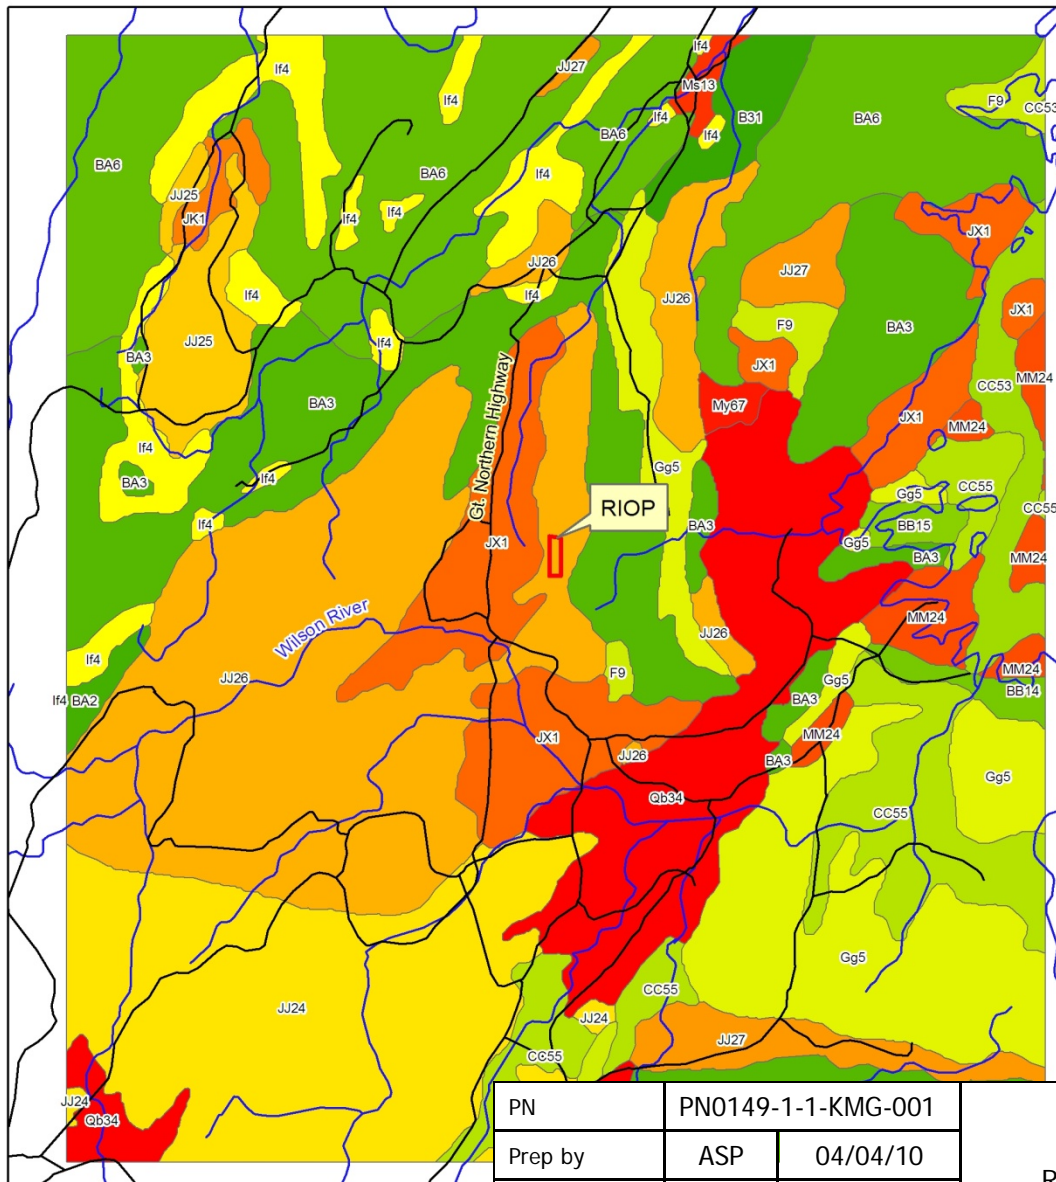 If4
If4
If4
JJ27
Ms13
F9
CC53
If4
B31
BA6
BA6
BA6
If4
BA6
BA6
If4
JJ25
If4
If4
JK1
JX1
JJ26
JJ27
If4
JJ26
If4
JX1
F9
If4
BA3
JJ25
BA3
JX1
CC53
MM24
BA3
Gt. Northern Highway
My67
JX1
MM24
If4
If4
Gg5
BA3
Gg5
CC55
CC55
RIOP
If4
BA3
BB15
JX1
Gg5
BA3
MM24
Wilson River
MM24
JJ26
If4
JJ26
F9
MM24
Gg5
If4 BA2
BA3
BB14
JX1
MM24
JJ26
BA3
Gg5
Qb34
CC55
Gg5
JJ24
CC55
JJ24
JJ27
CC55
JJ24
Qb34
PN PN0149-1-1-KMG-001
Prep by ASP 04/04/10
R